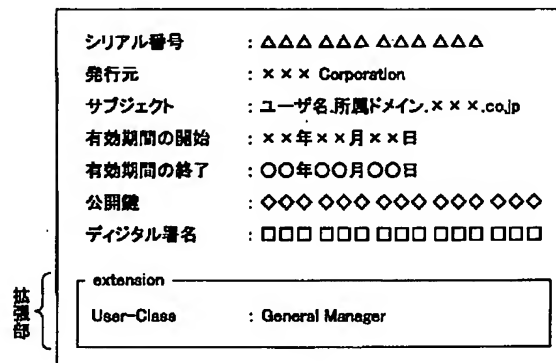 シリアル番号 : △△△ △△△ △△△ △△△
発行元 : ××× Corporation
サブジェクト : ユーザ名.所属ドメイン.×××.co.jp
有効期間の開始 : ××年××月××日
有効期間の終了 : 〇〇年〇〇月〇〇日
公開鍵 : ◇◇◇ ◇◇◇ ◇◇◇ ◇◇◇ ◇◇◇
ディジタル署名 : □□□ □□□ □□□ □□□ □□□
拡張部
extension
User-Class : General Manager